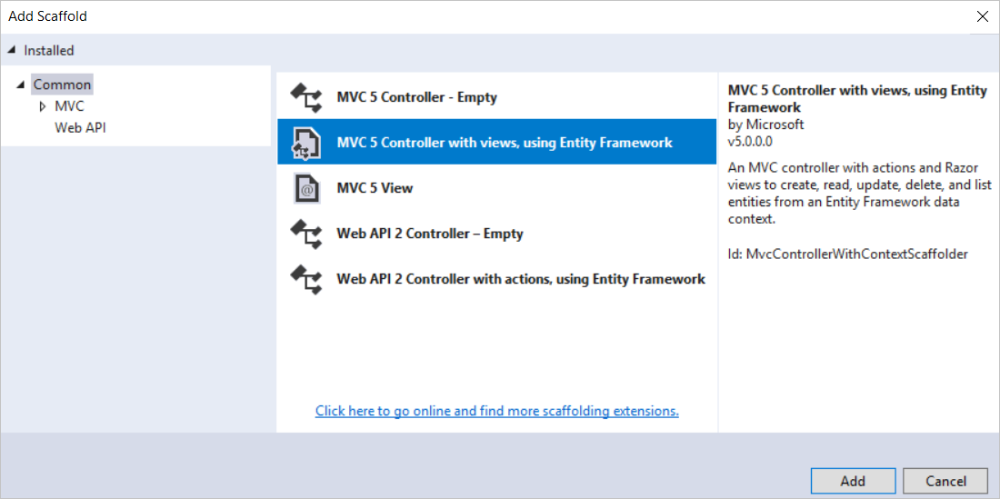 Add Scaffold
Installed
Common
MVC
Web API
MVC 5 Controller - Empty
MVC 5 Controller with views, using Entity Framework
MVC 5 View
Web API 2 Controller – Empty
Web API 2 Controller with actions, using Entity Framework
Click here to go online and find more scaffolding extensions.
MVC 5 Controller with views, using Entity
Framework
by Microsoft
v5.0.0.0
An MVC controller with actions and Razor
views to create, read, update, delete, and list
entities from an Entity Framework data
context.
Id: MvcControllerWithContextScaffolder
Add
Cancel